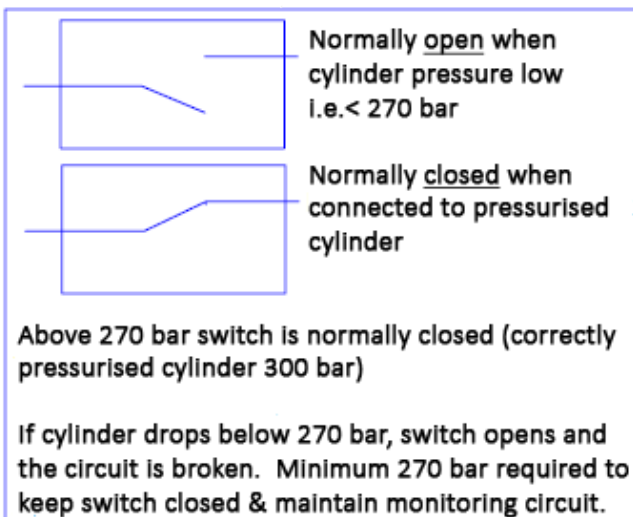 Normally open when
cylinder pressure low
i.e.< 270 bar
Normally closed when
connected to pressurised
cylinder
Above 270 bar switch is normally closed (correctly
pressurised cylinder 300 bar)
If cylinder drops below 270 bar, switch opens and
the circuit is broken.  Minimum 270 bar required to
keep switch closed & maintain monitoring circuit.